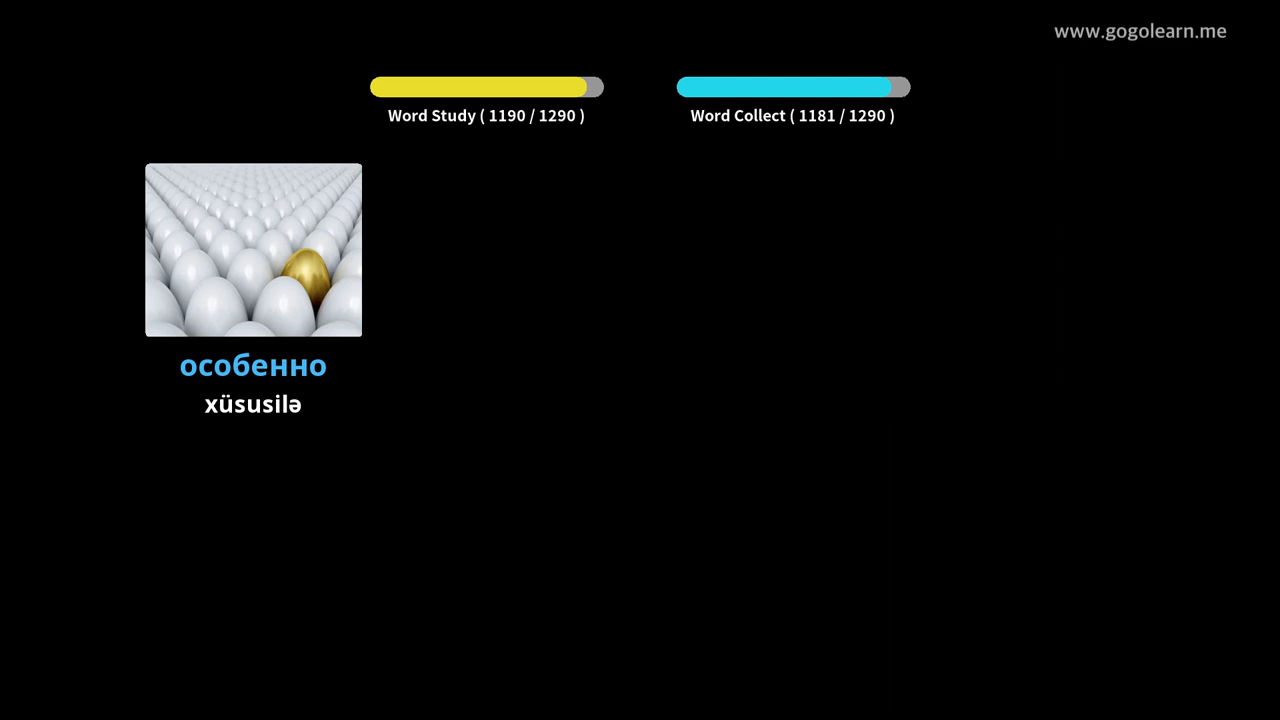 www.gogolearn.me
Word Study ( 1190 / 1290 )
Word Collect ( 1181 / 1290 )
особенно
xüsusilə